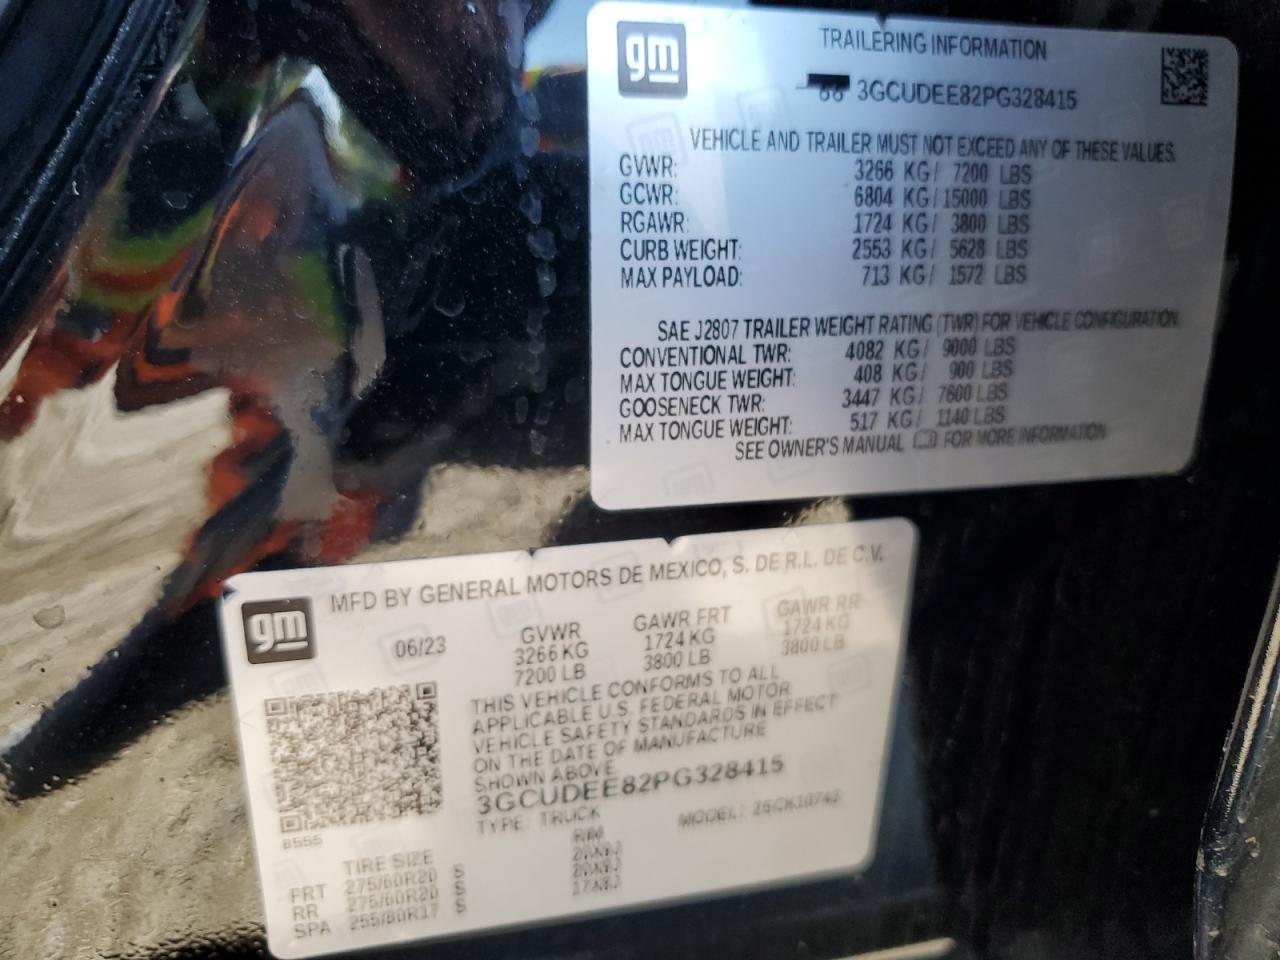 gm
TRAILERING INFORMATION
3GCUDEE82PG328415
VEHICLE AND TRAILER MUST NOT EXCEED ANY OF THESE VALUES.
GVWR: 3266 KG/ 7200 LBS
GCWR: 6804 KG/15000 LBS
RGAWR: 1724 KG/ 3800 LBS
CURB WEIGHT: 2553 KG/ 5628 LBS
MAX PAYLOAD: 713 KG/ 1572 LBS
SAE J2807 TRAILER WEIGHT RATING (TWR) FOR VEHICLE CONFIGURATION
CONVENTIONAL TWR: 4082 KG/ 9000 LBS
MAX TONGUE WEIGHT: 408 KG/ 900 LBS
GOOSENECK TWR: 3447 KG/ 7600 LBS
MAX TONGUE WEIGHT: 517 KG/ 1140 LBS
SEE OWNER'S MANUAL FOR MORE INFORMATION
gm
MFD BY GENERAL MOTORS DE MEXICO, S. DE R.L. DE C.V.
06/23
GVWR GAWR FRT GAWR RR
3266 KG 1724 KG 1724 KG
7200 LB 3800 LB 3800 LB
THIS VEHICLE CONFORMS TO ALL
APPLICABLE U.S. FEDERAL MOTOR
VEHICLE SAFETY STANDARDS IN EFFECT
ON THE DATE OF MANUFACTURE
SHOWN ABOVE
3GCUDEE82PG328415
TYPE: TRUCK MODEL:
B555
TIRE SIZE RIM
FRT 275/60R20 S 20X9J
RR 275/60R20 S 20X9J
SPA 255/80R17 S 17X8J